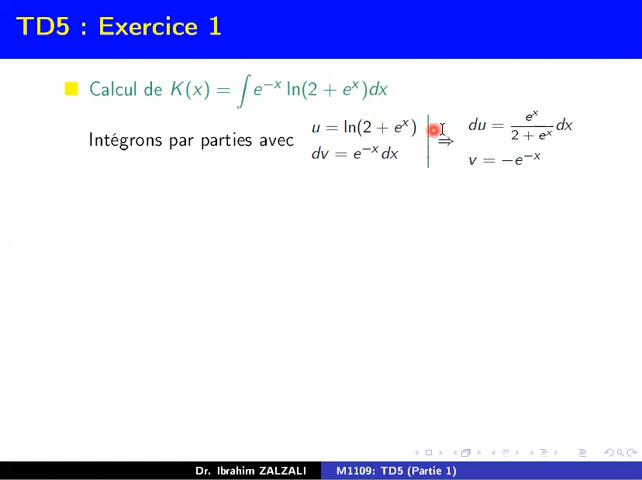 TD5 : Exercice 1
Calcul de K(x) = ∫ e^{-x} ln(2 + e^x)dx
Intégrons par parties avec u = ln(2 + e^x) dv = e^{-x}dx ⇒ du = \frac{e^x}{2 + e^x}dx v = -e^{-x}
Dr. Ibrahim ZALZALI M1109: TD5 (Partie 1)